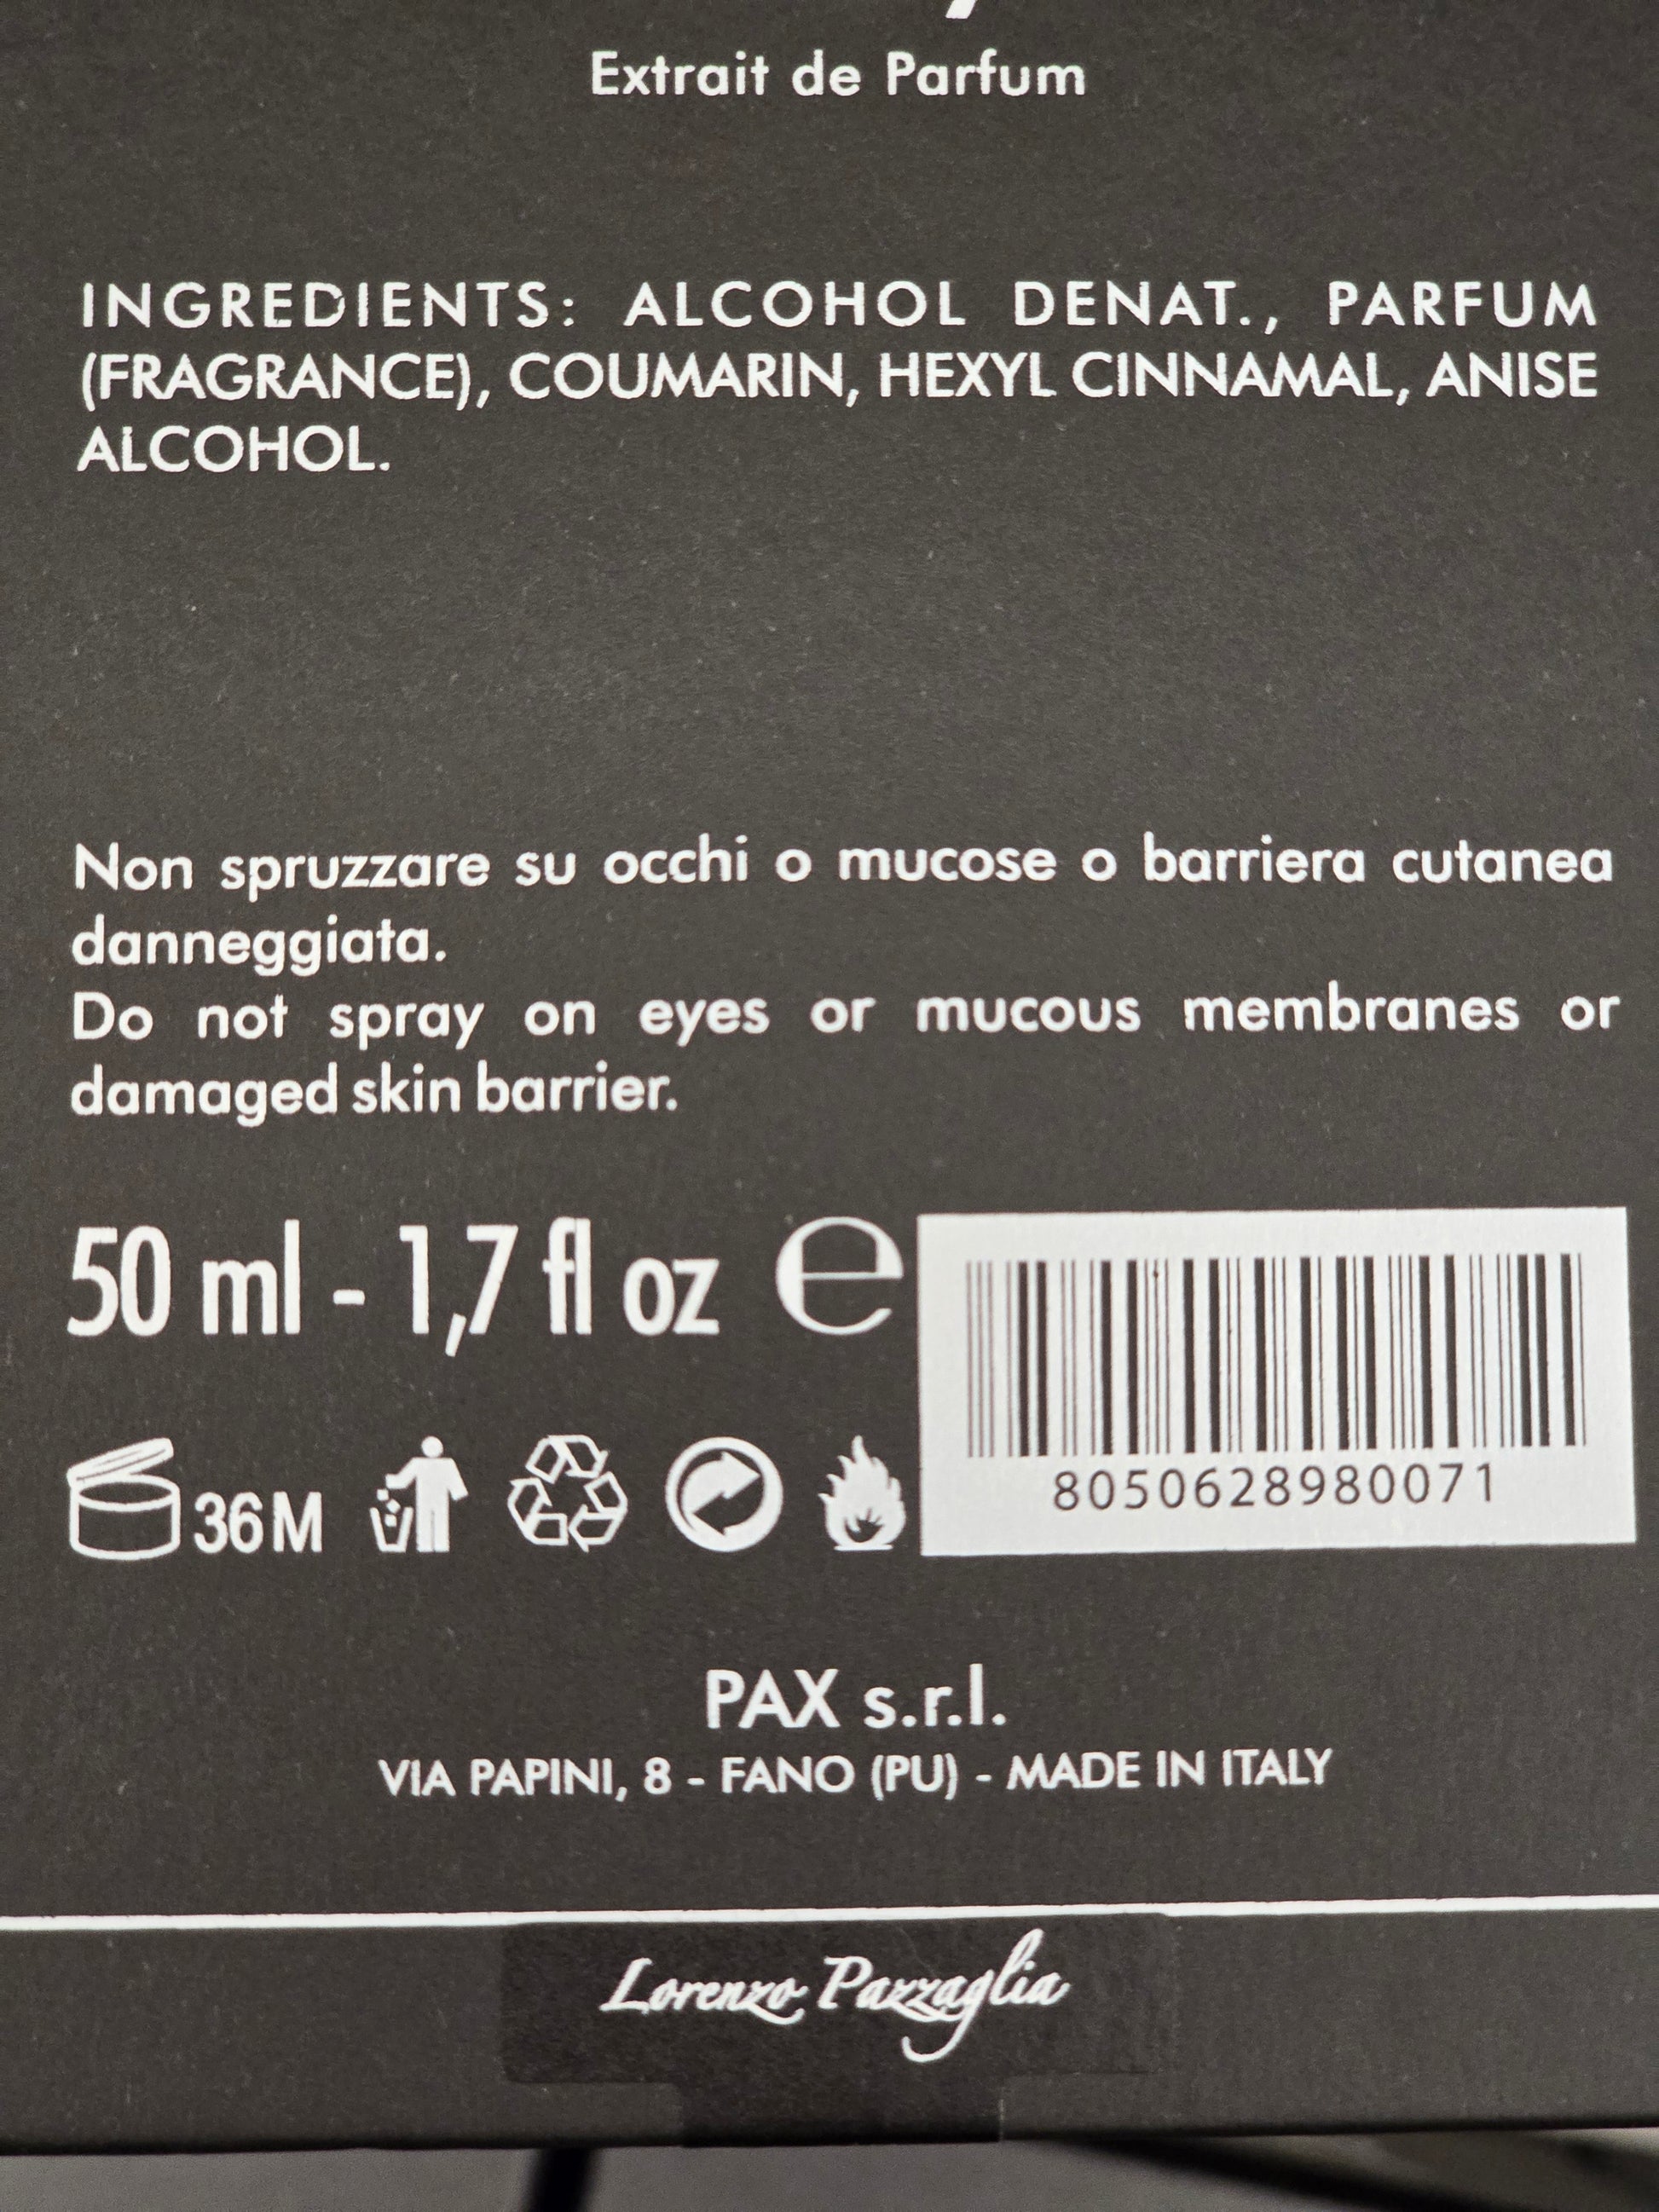 Extrait de Parfum
INGREDIENTS: ALCOHOL DENAT., PARFUM
(FRAGRANCE), COUMARIN, HEXYL CINNAMAL, ANISE
ALCOHOL.
Non spruzzare su occhi o mucose o barriera cutanea
danneggiata.
Do not spray on eyes or mucous membranes or
damaged skin barrier.
50 ml - 1,7 fl oz ℮
36M
8050628980071
PAX s.r.l.
VIA PAPINI, 8 - FANO (PU) - MADE IN ITALY
Lorenzo Pazzaglia